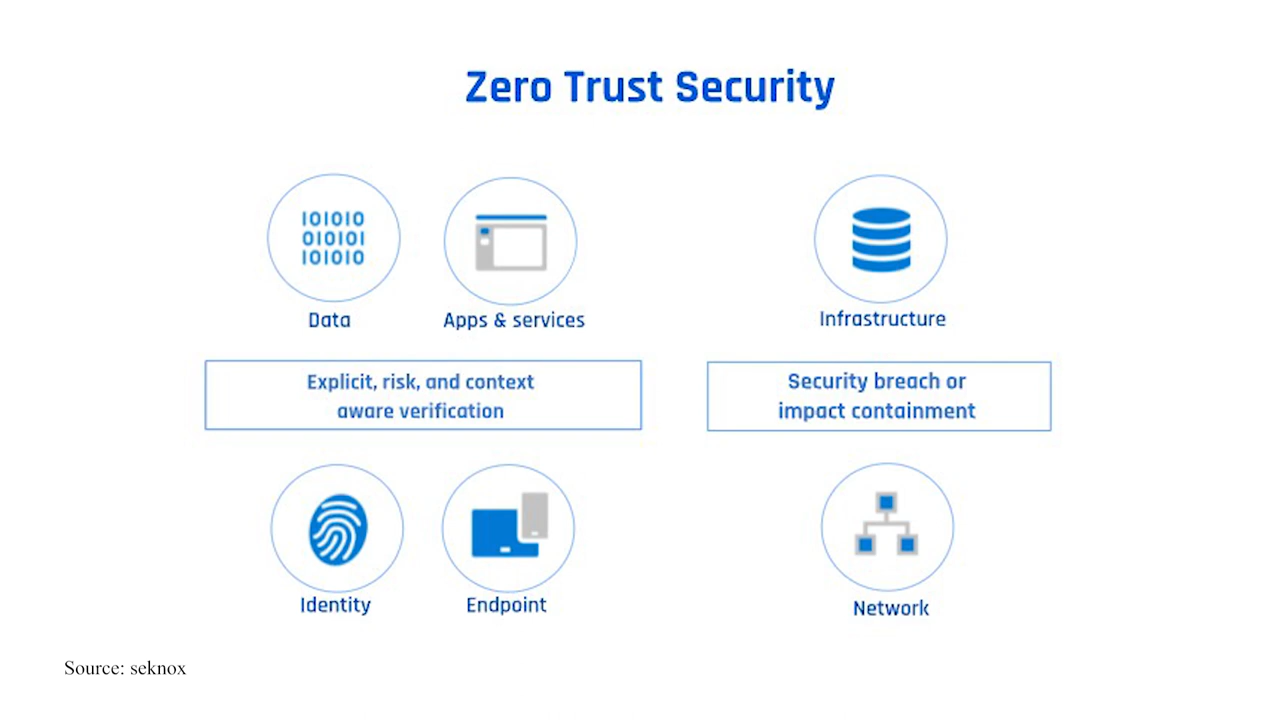 Zero Trust Security
101010
010101
101010
Data
Apps & services
Infrastructure
Explicit, risk, and context
aware verification
Security breach or
impact containment
Identity
Endpoint
Network
Source: seknox